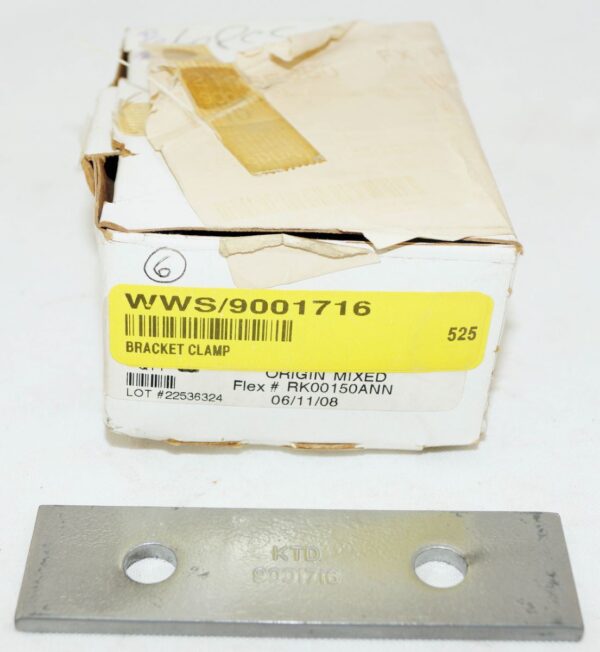 6
WWS/9001716
525
BRACKET CLAMP
ORIGIN MIXED
Flex # RK00150ANN
LOT #22536324
06/11/08
KTD
9001716